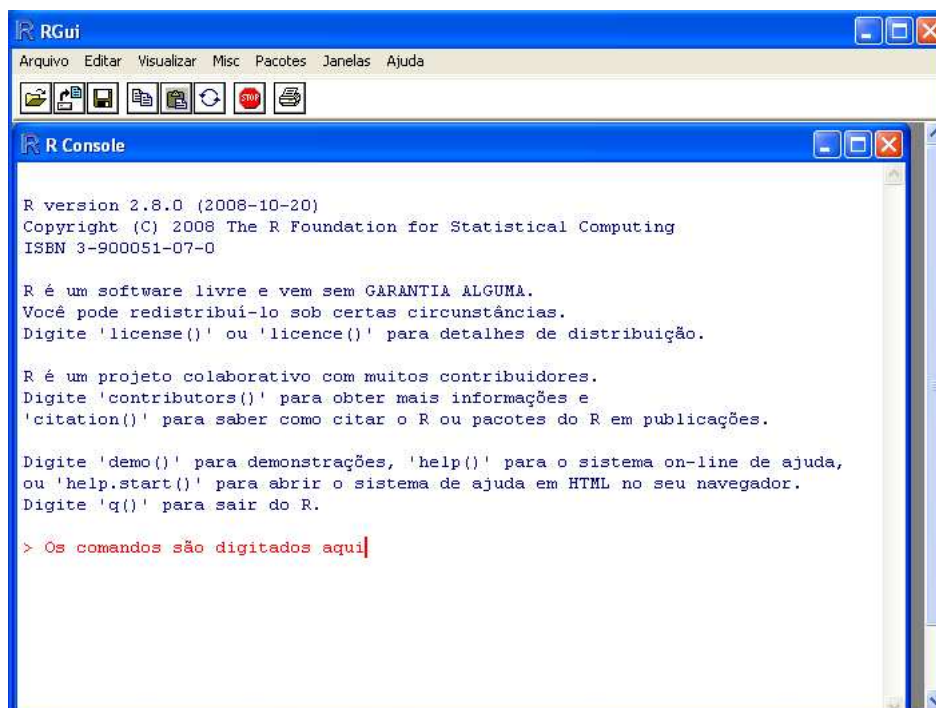 RGui
Arquivo Editar Visualizar Misc Pacotes Janelas Ajuda
STOP
R Console
R version 2.8.0 (2008-10-20)
Copyright (C) 2008 The R Foundation for Statistical Computing
ISBN 3-900051-07-0
R é um software livre e vem sem GARANTIA ALGUMA.
Você pode redistribuí-lo sob certas circunstâncias.
Digite 'license()' ou 'licence()' para detalhes de distribuição.
R é um projeto colaborativo com muitos contribuidores.
Digite 'contributors()' para obter mais informações e
'citation()' para saber como citar o R ou pacotes do R em publicações.
Digite 'demo()' para demonstrações, 'help()' para o sistema on-line de ajuda,
ou 'help.start()' para abrir o sistema de ajuda em HTML no seu navegador.
Digite 'q()' para sair do R.
> Os comandos são digitados aqui